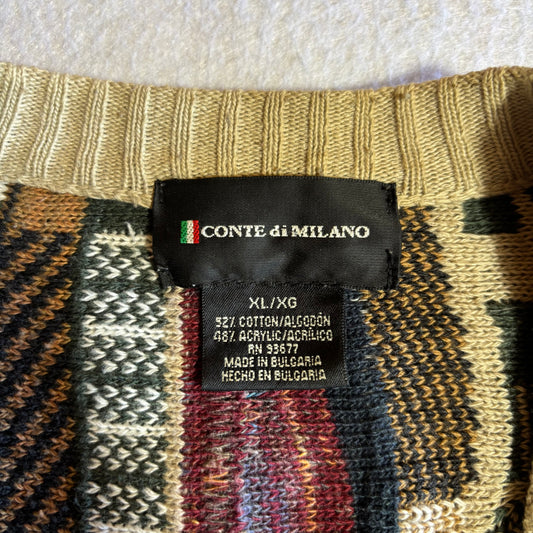 CONTE di MILANO
XL/XG
52% COTTON/ALGODÓN
48% ACRYLIC/ACRÍLICO
RN 93677
MADE IN BULGARIA
HECHO EN BULGARIA